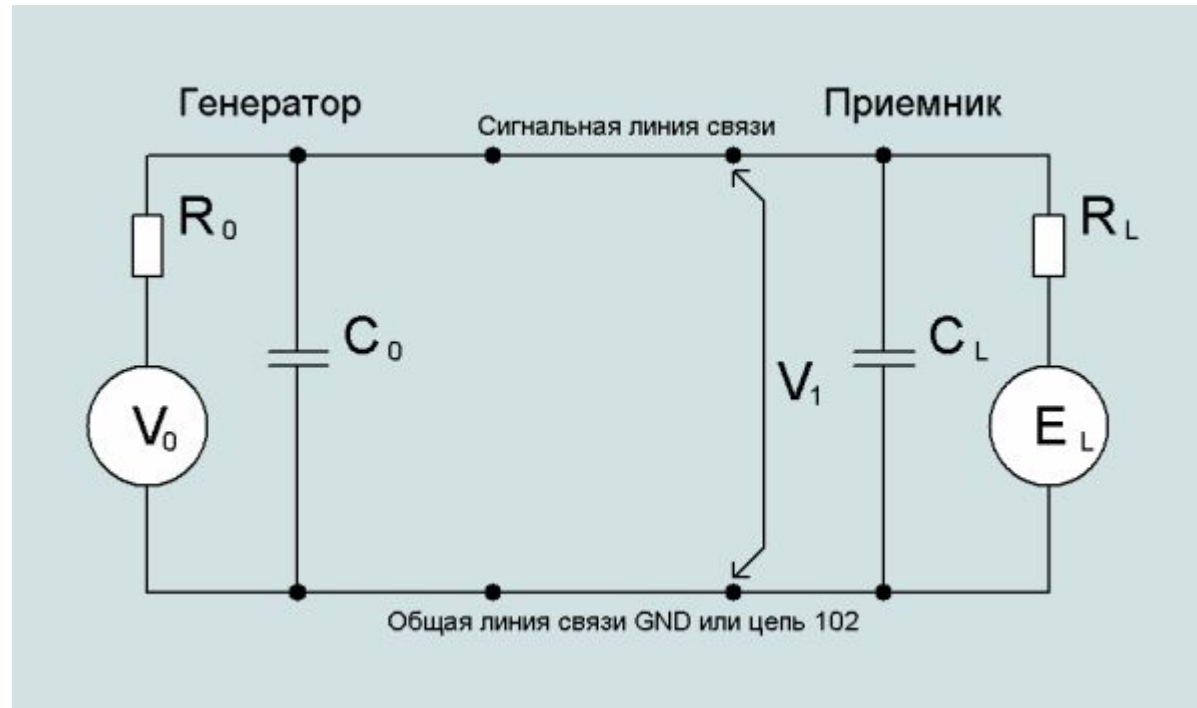 Генератор
Приемник
Сигнальная линия связи
R0
RL
C0
CL
V1
V0
EL
Общая линия связи GND или цепь 102